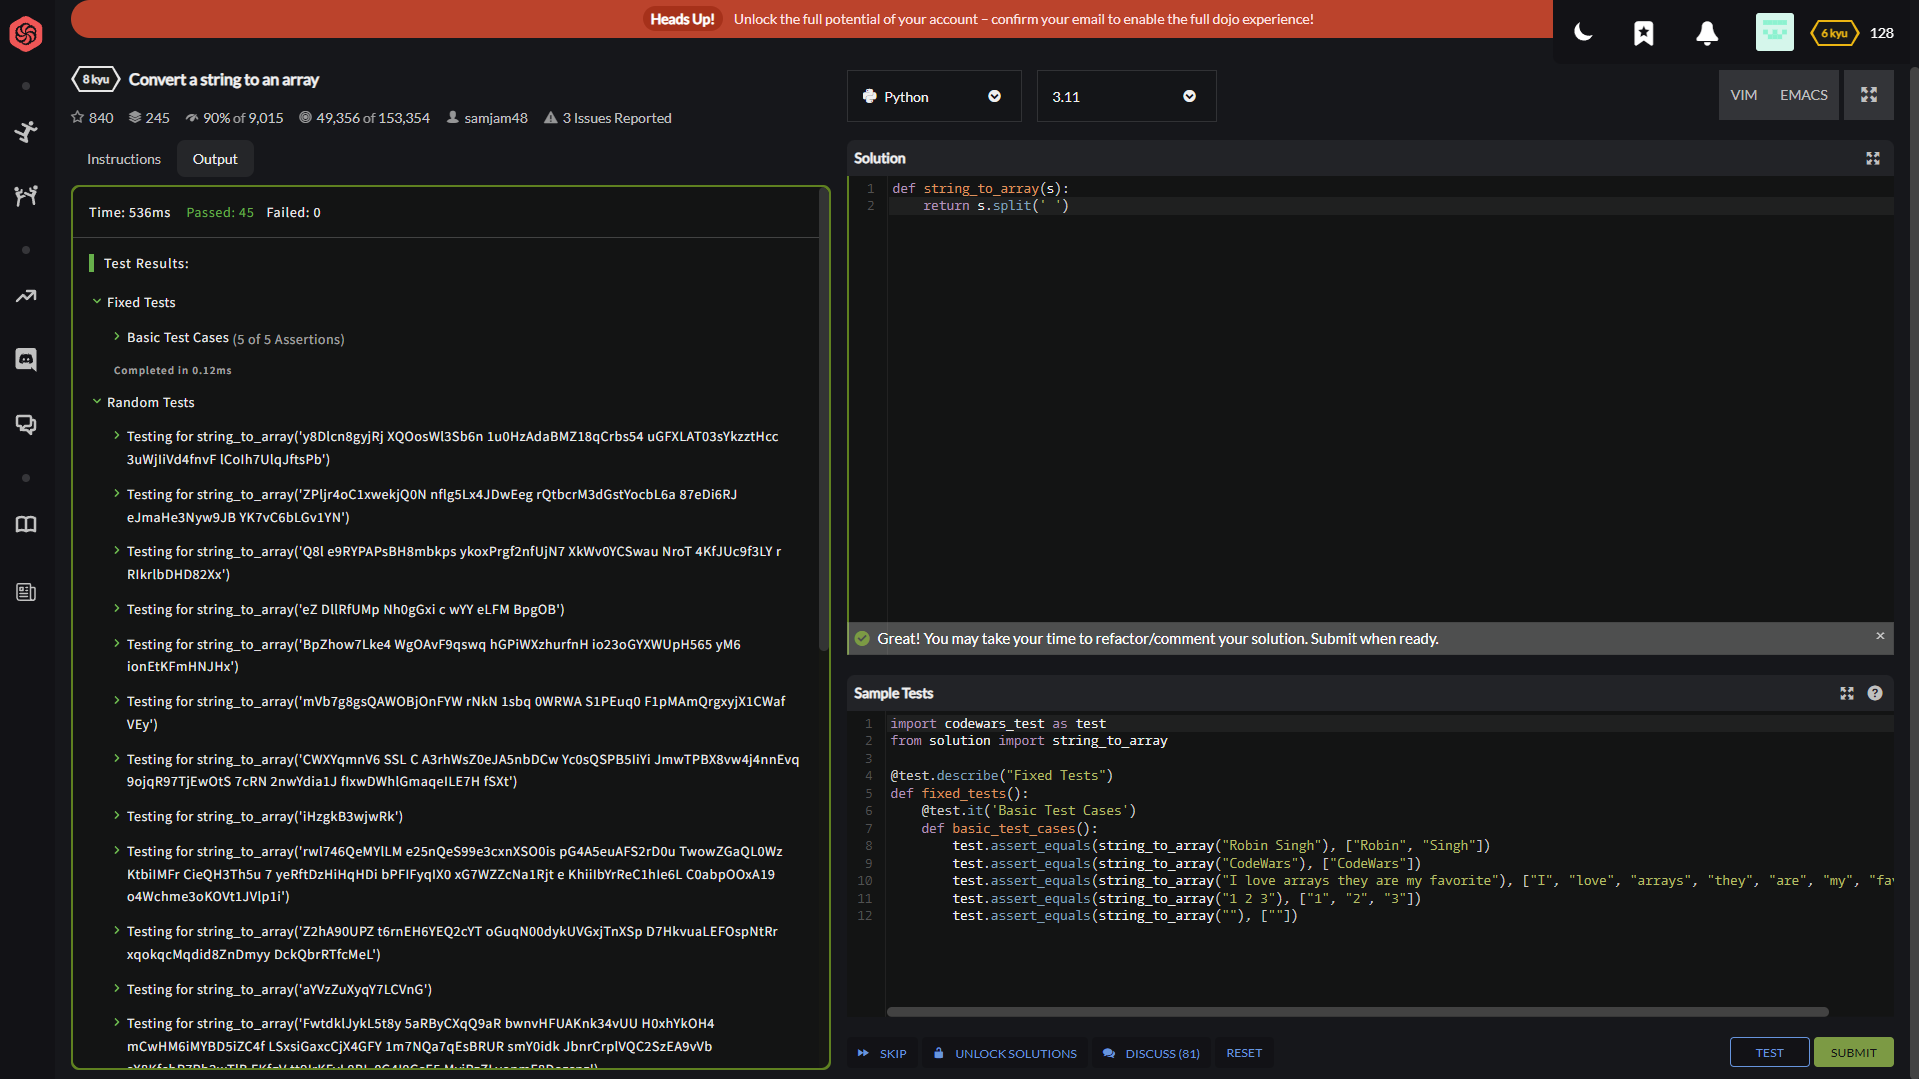 Heads Up! Unlock the full potential of your account – confirm your email to enable the full dojo experience!
6 kyu 128
8 kyu Convert a string to an array
840 245 90% of 9,015 49,356 of 153,354 samjam48 3 Issues Reported
Instructions Output
Time: 536ms Passed: 45 Failed: 0
Test Results:
Fixed Tests
Basic Test Cases (5 of 5 Assertions)
Completed in 0.12ms
Random Tests
Testing for string_to_array('y8Dlcn8gyjRj XQOosWl3Sb6n 1u0HzAdaBMZ18qCrbs54 uGFXLAT03sYkzztHcc
3uWjIiVd4fnvF lCoIh7UlqJftsPb')
Testing for string_to_array('ZPljr4oC1xwekjQ0N nflg5Lx4JDwEeg rQtbcrM3dGstYocbL6a 87eDi6RJ
eJmaHe3Nyw9JB YK7vC6bLGv1YN')
Testing for string_to_array('Q8l e9RYPAPsBH8mbkps ykoxPrgf2nfUjN7 XkWv0YCSwau NroT 4KfJUc9f3LY r
RIkrlbDHD82Xx')
Testing for string_to_array('eZ DllRfUMp Nh0gGxi c wYY eLFM BpgOB')
Testing for string_to_array('BpZhow7Lke4 WgOAvF9qswq hGPiWXzhurfnH io23oGYXWUpH565 yM6
ionEtKFmHNJHx')
Testing for string_to_array('mVb7g8gsQAWOBjOnFYW rNkN 1sbq 0WRWA S1PEuq0 F1pMAmQrgxyjX1CWaf
VEy')
Testing for string_to_array('CWXYqmnV6 SSL C A3rhWsZ0eJA5nbDCw Yc0sQSPB5IiYi JmwTPBX8vw4j4nnEvq
9ojqR97TjEwOtS 7cRN 2nwYdia1J fIxwDWhlGmaqeILE7H fSXt')
Testing for string_to_array('iHzgkB3wjwRk')
Testing for string_to_array('rwl746QeMYlLM e25nQeS99e3cxnXSO0is pG4A5euAFS2rD0u TwowZGaQL0Wz
KtbiIMFr CieQH3Th5u 7 yeRftDzHiHqHDi bPFIFyqIX0 xG7WZZcNa1Rjt e KhiiIbYrReC1hIe6L C0abpOOxA19
o4Wchme3oKOVt1JVlp1i')
Testing for string_to_array('Z2hA90UPZ t6rnEH6YEQ2cYT oGuqN00dykUVGxjTnXSp D7HkvuaLEFOspNtRr
xqokqcMqdid8ZnDmyy DckQbrRTfcMeL')
Testing for string_to_array('aYVzZuXyqY7LCVnG')
Testing for string_to_array('FwtdklJykL5t8y 5aRByCXqQ9aR bwnvHFUAKnk34vUU H0xhYkOH4
mCwHM6iMYBD5iZC4f LSxsiGaxcCjX4GFY 1m7NQa7qEsBRUR smY0idk JbnrCrplVQC2SzEA9vVb
Python 3.11 VIM EMACS
Solution
1 def string_to_array(s):
2 return s.split(' ')
Great! You may take your time to refactor/comment your solution. Submit when ready.
Sample Tests
1 import codewars_test as test
2 from solution import string_to_array
3
4 @test.describe("Fixed Tests")
5 def fixed_tests():
6 @test.it('Basic Test Cases')
7 def basic_test_cases():
8 test.assert_equals(string_to_array("Robin Singh"), ["Robin", "Singh"])
9 test.assert_equals(string_to_array("CodeWars"), ["CodeWars"])
10 test.assert_equals(string_to_array("I love arrays they are my favorite"), ["I", "love", "arrays", "they", "are", "my", "fav
11 test.assert_equals(string_to_array("1 2 3"), ["1", "2", "3"])
12 test.assert_equals(string_to_array(""), [""])
SKIP UNLOCK SOLUTIONS DISCUSS (81) RESET TEST SUBMIT